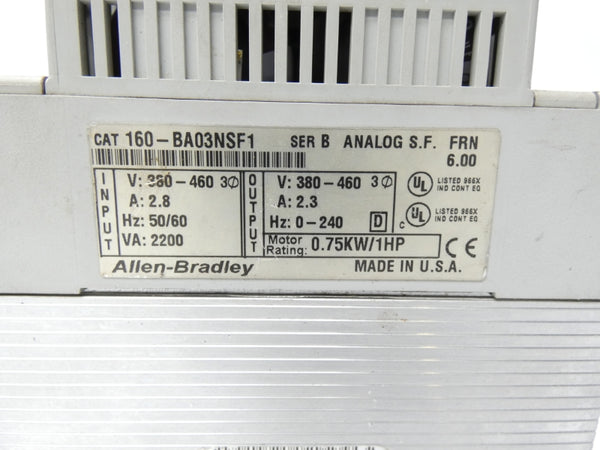 CAT 160-BA03NSF1 SER B ANALOG S.F. FRN 6.00
INPUT
V: 380-460 3Ø
A: 2.8
Hz: 50/60
VA: 2200
OUTPUT
V: 380-460 3Ø
A: 2.3
Hz: 0-240 D
Motor Rating: 0.75KW/1HP
UL LISTED 966X
IND CONT EQ
C UL LISTED 966X
IND CONT EQ
CE
Allen-Bradley MADE IN U.S.A.